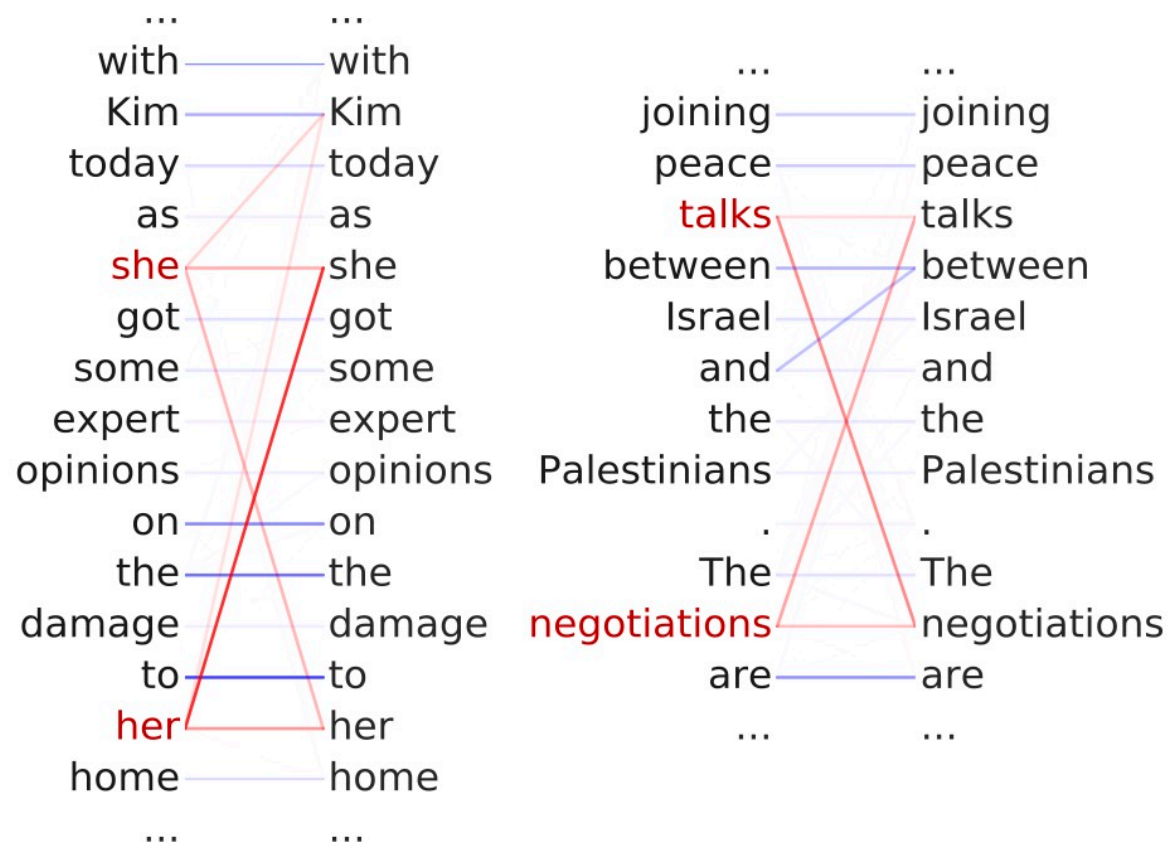 ... ...
with with
Kim Kim
today today
as as
she she
got got
some some
expert expert
opinions opinions
on on
the the
damage damage
to to
her her
home home
... ...
... ...
joining joining
peace peace
talks talks
between between
Israel Israel
and and
the the
Palestinians Palestinians
. .
The The
negotiations negotiations
are are
... ...